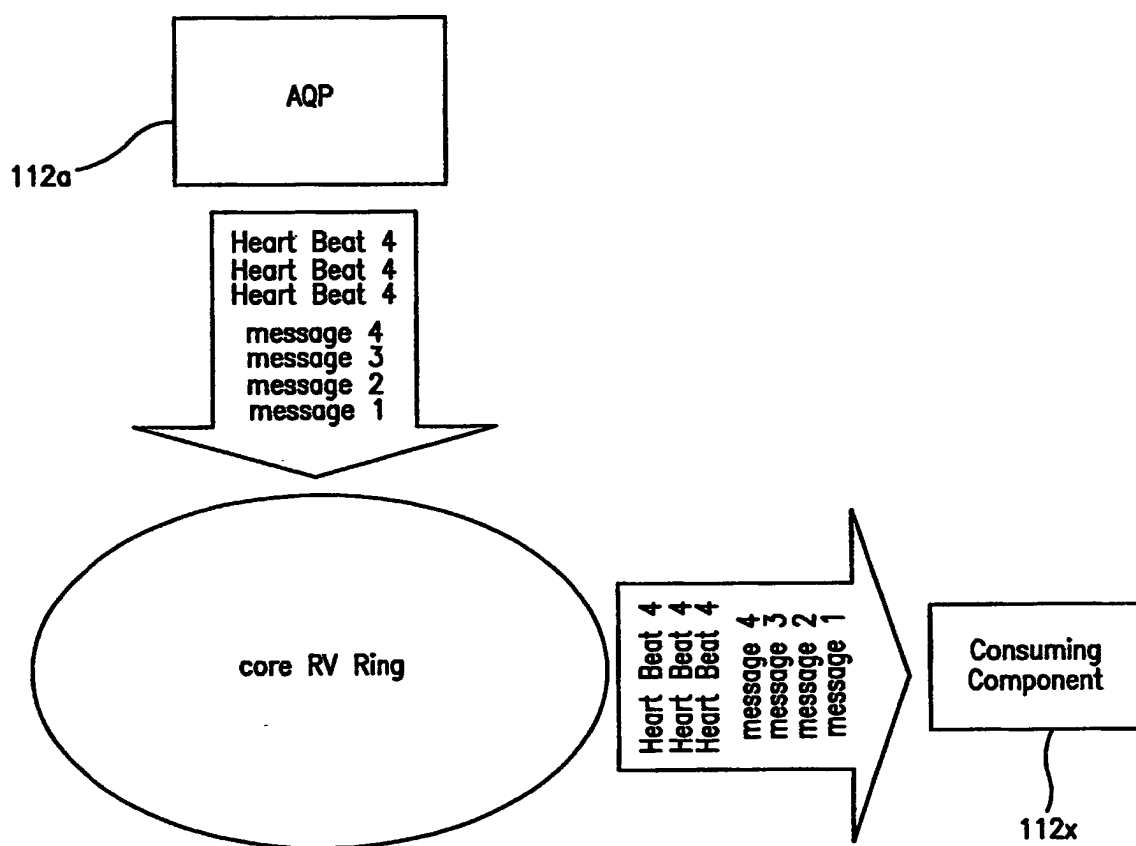 AQP
112a
Heart Beat 4
Heart Beat 4
Heart Beat 4
message 4
message 3
message 2
message 1
core RV Ring
Heart Beat 4
Heart Beat 4
Heart Beat 4
message 4
message 3
message 2
message 1
Consuming
Component
112x